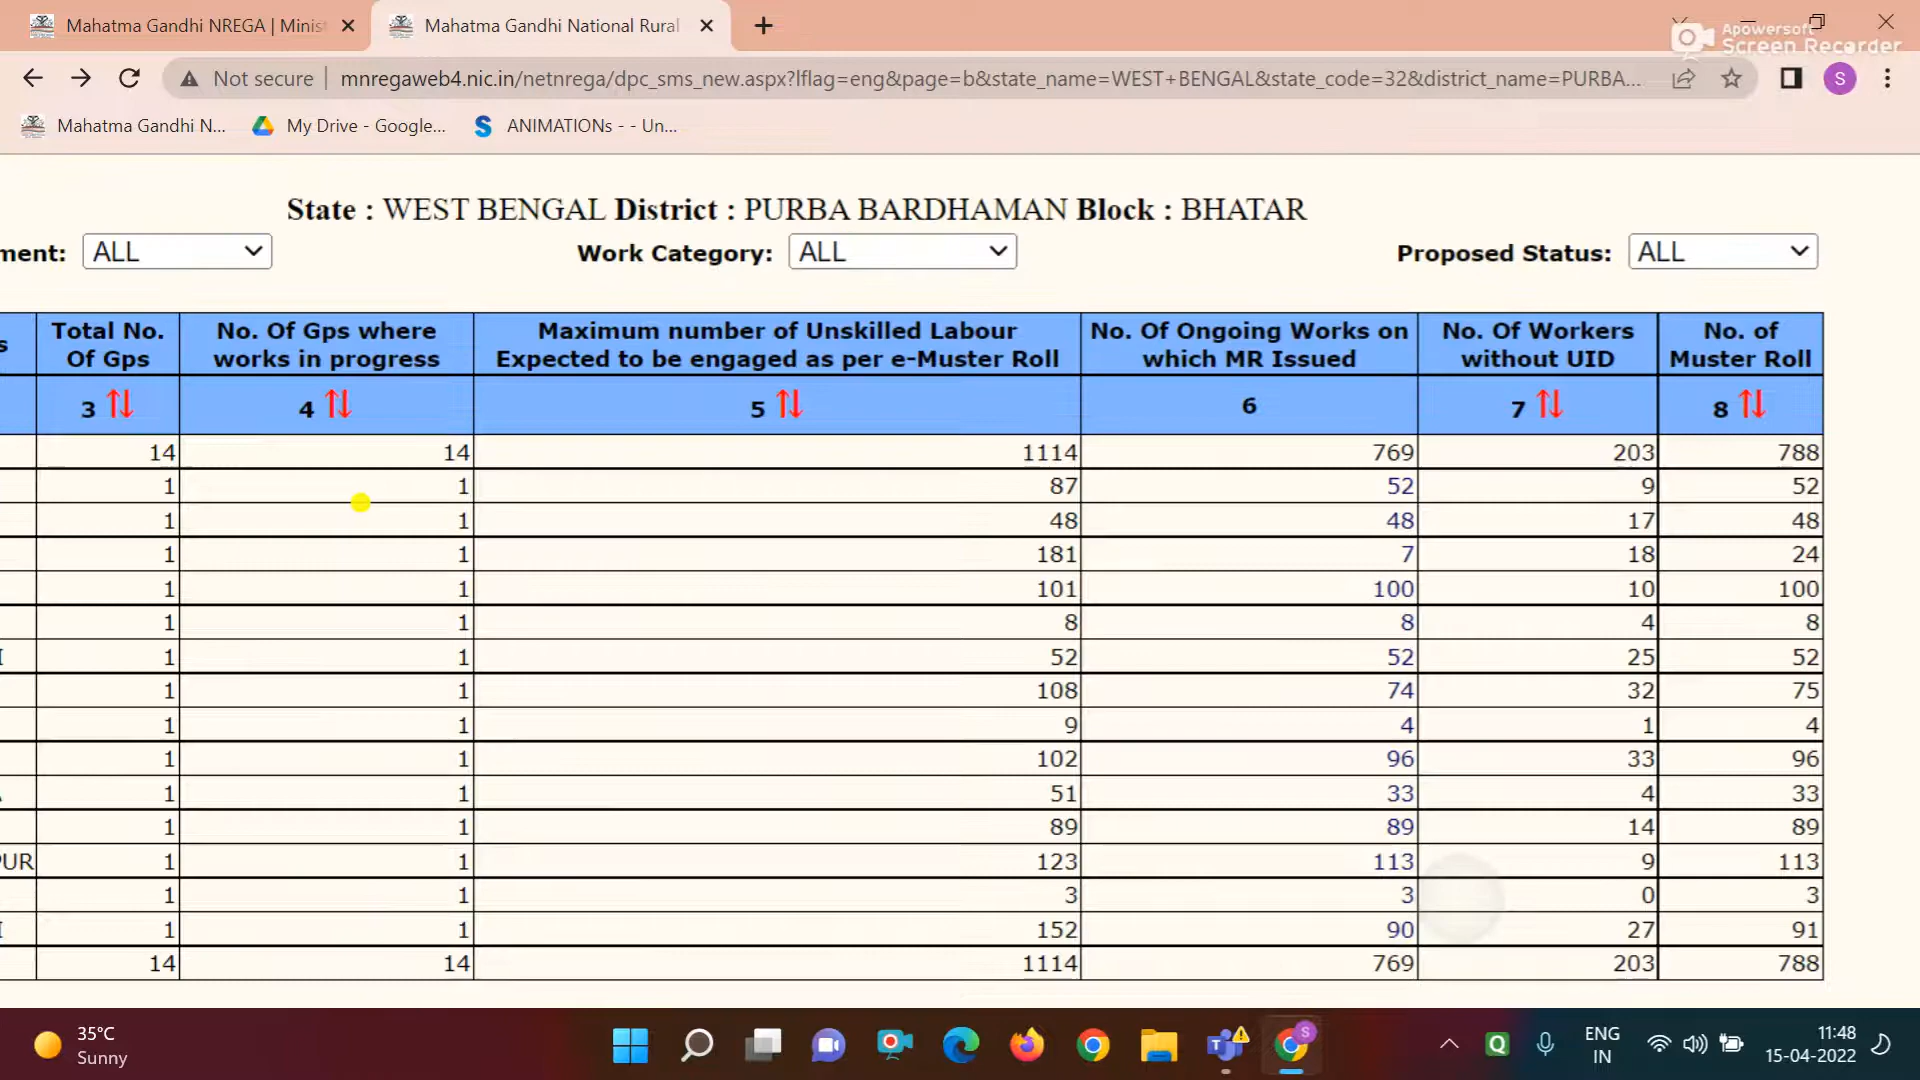 Mahatma Gandhi NREGA | Minis
Mahatma Gandhi National Rural
Apowersoft
Screen Recorder
Not secure
mnregaweb4.nic.in/netnrega/dpc_sms_new.aspx?lflag=eng&page=b&state_name=WEST+BENGAL&state_code=32&district_name=PURBA...
S
Mahatma Gandhi N...
My Drive - Google...
ANIMATIONs - - Un...
State : WEST BENGAL District : PURBA BARDHAMAN Block : BHATAR
ment: ALL Work Category: ALL Proposed Status: ALL
s Total No. Of Gps No. Of Gps where works in progress Maximum number of Unskilled Labour Expected to be engaged as per e-Muster Roll No. Of Ongoing Works on which MR Issued No. Of Workers without UID No. of Muster Roll
3 4 5 6 7 8
14 14 1114 769 203 788
1 1 87 52 9 52
1 1 48 48 17 48
1 1 181 7 18 24
1 1 101 100 10 100
1 1 8 8 4 8
I 1 1 52 52 25 52
1 1 108 74 32 75
1 1 9 4 1 4
1 1 102 96 33 96
1 1 51 33 4 33
1 1 89 89 14 89
PUR 1 1 123 113 9 113
1 1 3 3 0 3
I 1 1 152 90 27 91
14 14 1114 769 203 788
35°C
Sunny
ENG
IN
11:48
15-04-2022